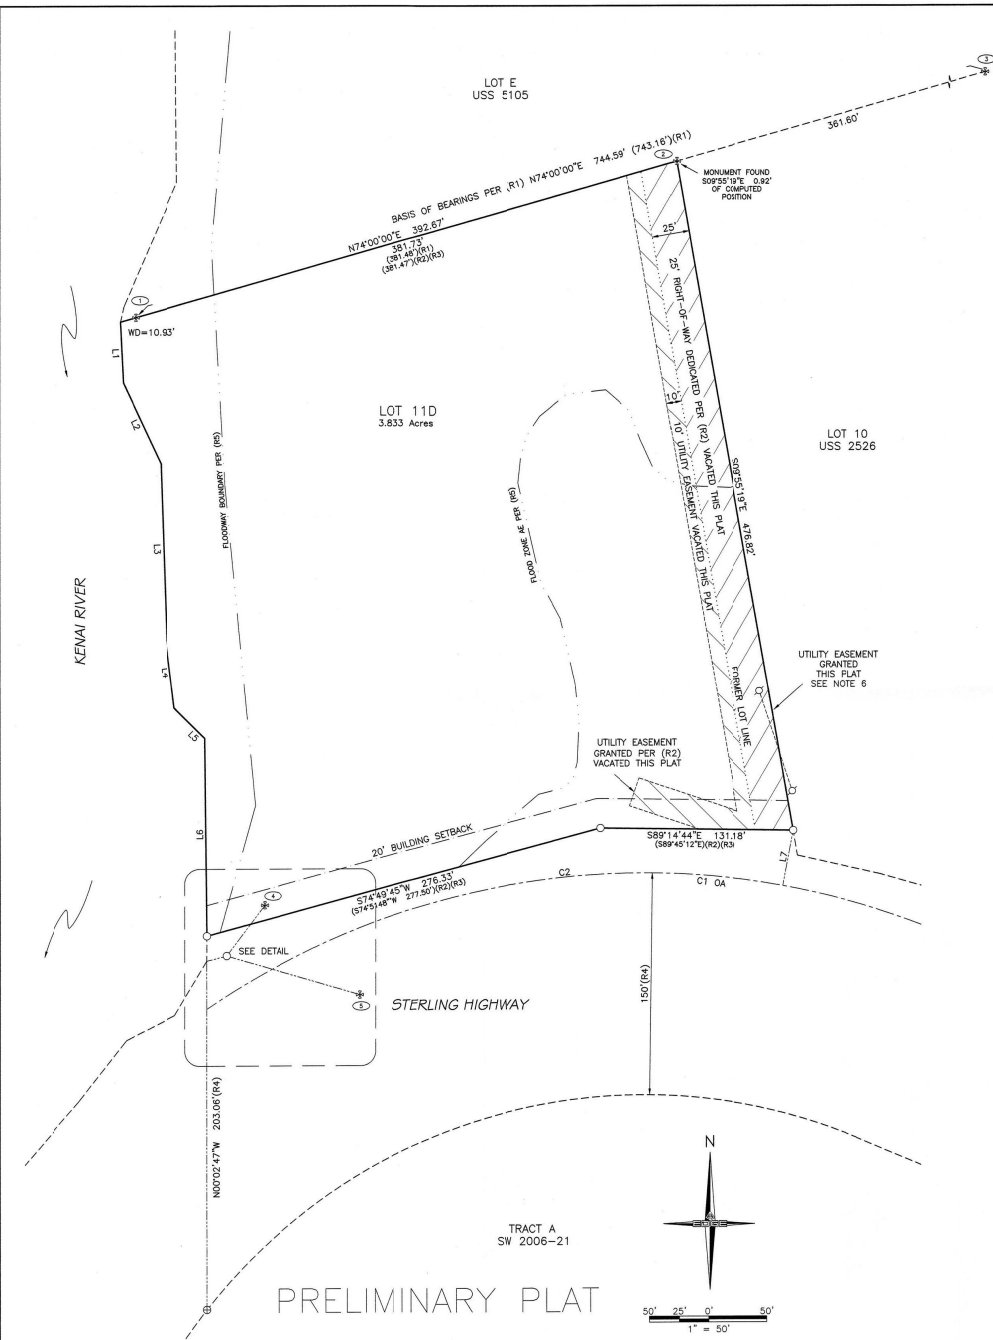 LOT E
USS 5105
3
361.60'
BASIS OF BEARINGS PER (R1) N74°00'00"E 744.59' (743.16')(R1)
2
MONUMENT FOUND
S09°55'19"E 0.92'
OF COMPUTED
POSITION
N74°00'00"E 392.67'
381.73'
(381.48')(R1)
(381.47')(R2)(R3)
25'
25' RIGHT-OF-WAY DEDICATED PER (R2) VACATED THIS PLAT
1
WD=10.93'
L1
L2
LOT 11D
3.833 Acres
10'
10' UTILITY EASEMENT VACATED THIS PLAT
LOT 10
USS 2526
FLOODWAY BOUNDARY PER (R5)
S09°55'19"E 476.82'
FLOOD ZONE AE PER (R5)
L3
KENAI RIVER
L4
UTILITY EASEMENT
GRANTED
THIS PLAT
SEE NOTE 6
FORMER LOT LINE
L5
UTILITY EASEMENT
GRANTED PER (R2)
VACATED THIS PLAT
L6
20' BUILDING SETBACK
S89°14'44"E 131.18'
(S89°45'12"E)(R2)(R3)
L7
S74°49'45"W 276.33'
(S74°51'48"W 277.50')(R2)(R3)
C2
C1 OA
4
SEE DETAIL
5
STERLING HIGHWAY
150'(R4)
N00°02'47"W 203.06'(R4)
N
TRACT A
SW 2006-21
PRELIMINARY PLAT
50' 25' 0' 50'
1" = 50'